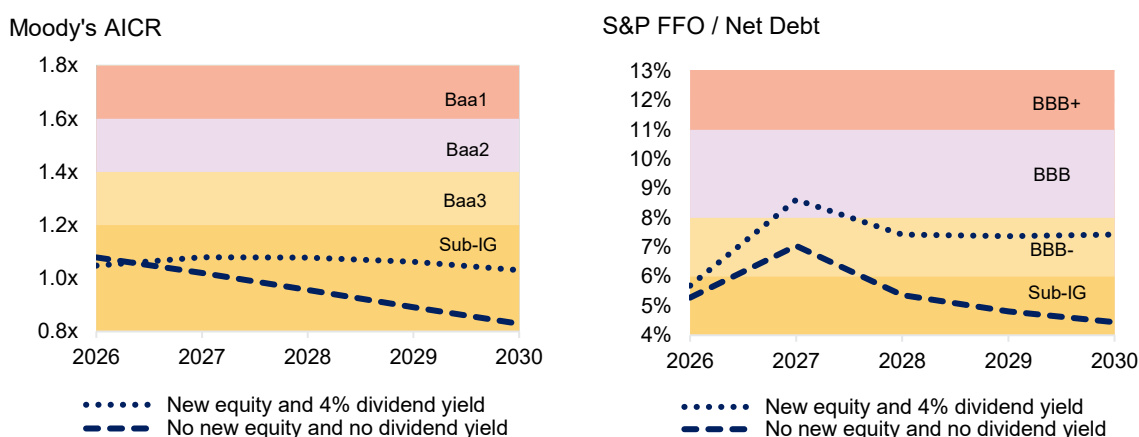 Moody's AICR
1.8x
1.6x
1.4x
1.2x
1.0x
0.8x
Baa1
Baa2
Baa3
Sub-IG
2026 2027 2028 2029 2030
New equity and 4% dividend yield
No new equity and no dividend yield
S&P FFO / Net Debt
13%
12%
11%
10%
9%
8%
7%
6%
5%
4%
BBB+
BBB
BBB-
Sub-IG
2026 2027 2028 2029 2030
New equity and 4% dividend yield
No new equity and no dividend yield